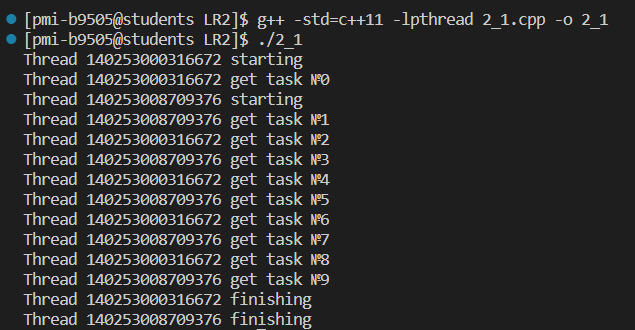 [pmi-b9505@students LR2]$ g++ -std=c++11 -lpthread 2_1.cpp -o 2_1
[pmi-b9505@students LR2]$ ./2_1
Thread 140253000316672 starting
Thread 140253000316672 get task №0
Thread 140253008709376 starting
Thread 140253008709376 get task №1
Thread 140253000316672 get task №2
Thread 140253008709376 get task №3
Thread 140253000316672 get task №4
Thread 140253008709376 get task №5
Thread 140253000316672 get task №6
Thread 140253008709376 get task №7
Thread 140253000316672 get task №8
Thread 140253008709376 get task №9
Thread 140253000316672 finishing
Thread 140253008709376 finishing